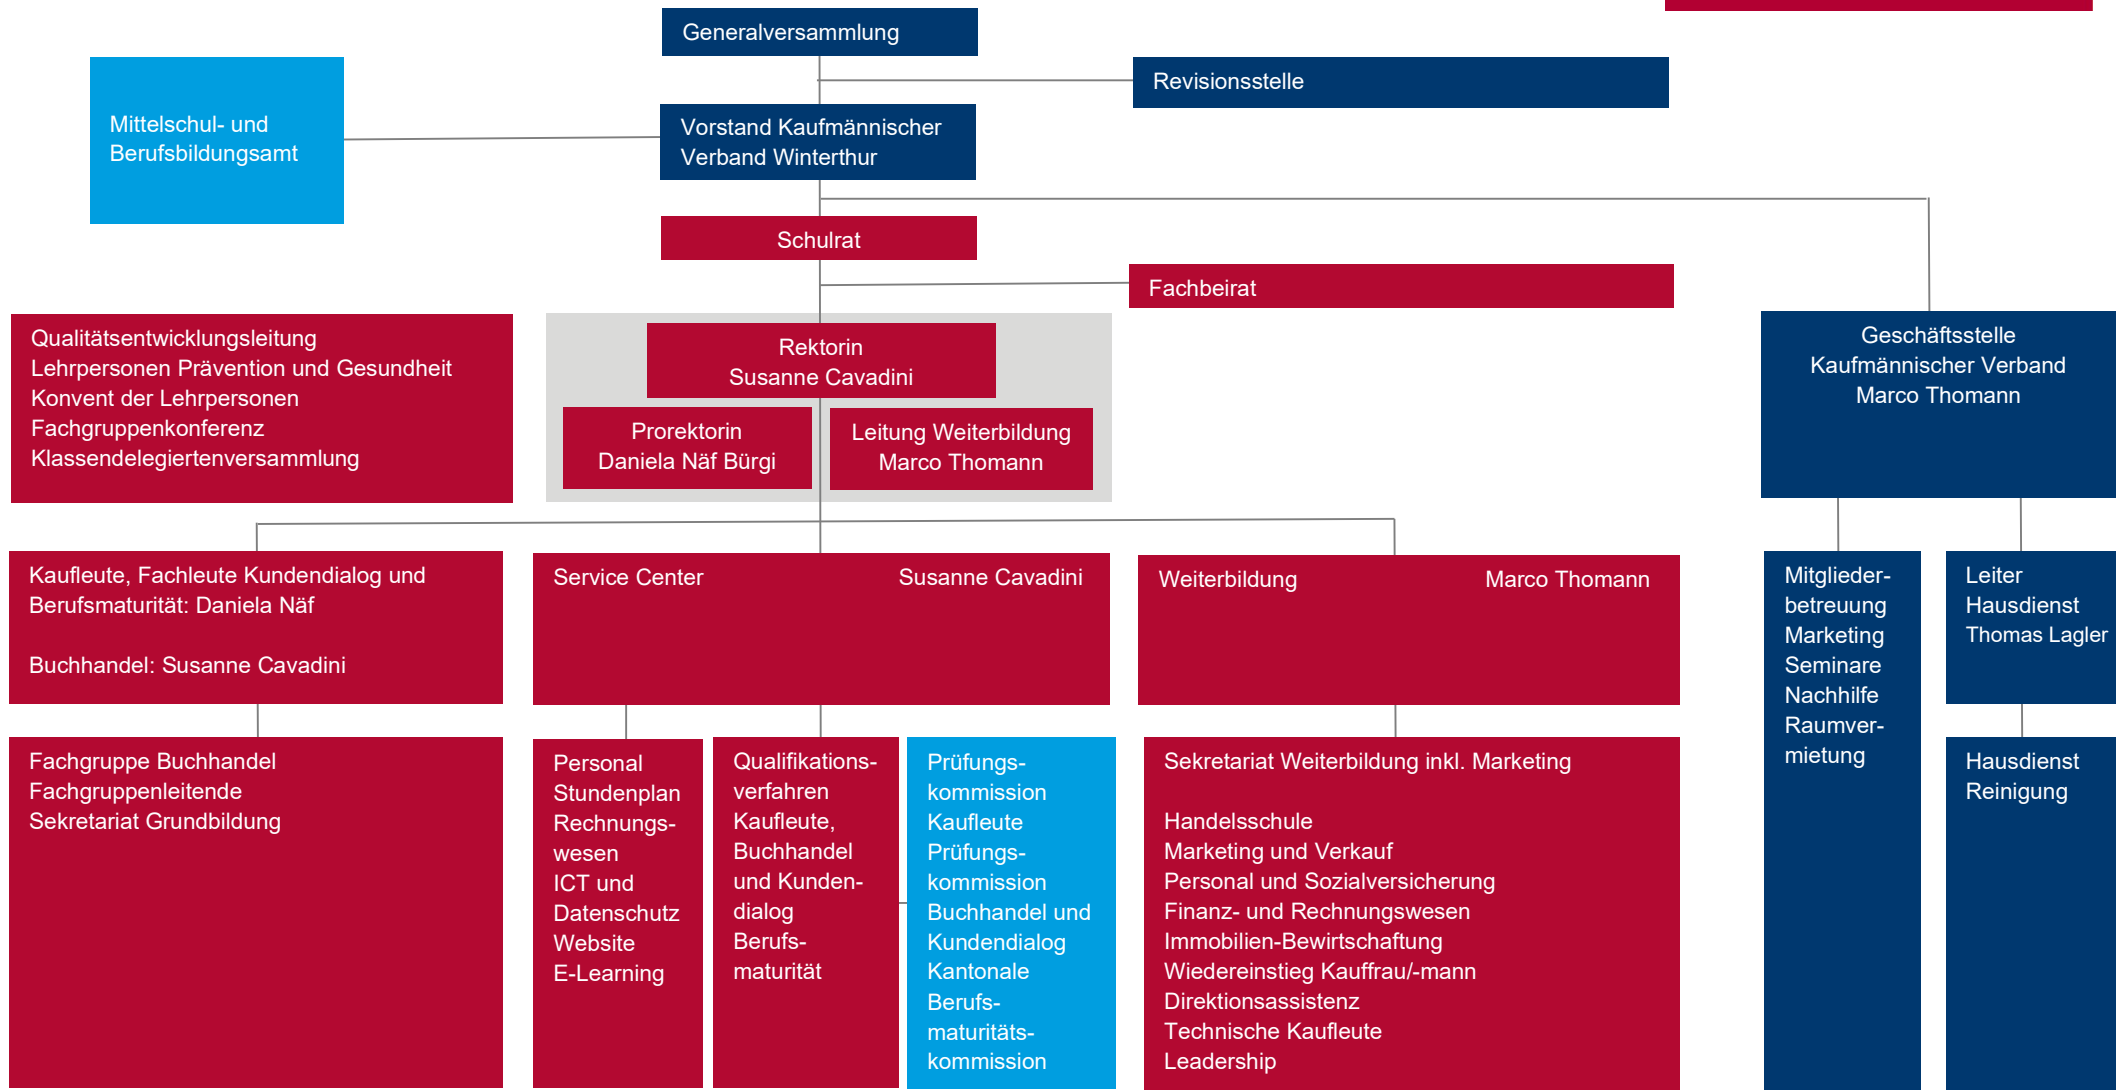 Generalversammlung
Revisionsstelle
Mittelschul- und
Berufsbildungsamt
Vorstand Kaufmännischer
Verband Winterthur
Schulrat
Fachbeirat
Qualitätsentwicklungsleitung
Lehrpersonen Prävention und Gesundheit
Konvent der Lehrpersonen
Fachgruppenkonferenz
Klassendelegiertenversammlung
Rektorin
Susanne Cavadini
Prorektorin
Daniela Näf Bürgi
Leitung Weiterbildung
Marco Thomann
Geschäftsstelle
Kaufmännischer Verband
Marco Thomann
Kaufleute, Fachleute Kundendialog und
Berufsmaturität: Daniela Näf
Buchhandel: Susanne Cavadini
Service Center Susanne Cavadini
Weiterbildung Marco Thomann
Mitglieder-
betreuung
Marketing
Seminare
Nachhilfe
Raumver-
mietung
Leiter
Hausdienst
Thomas Lagler
Fachgruppe Buchhandel
Fachgruppenleitende
Sekretariat Grundbildung
Personal
Stundenplan
Rechnungs-
wesen
ICT und
Datenschutz
Website
E-Learning
Qualifikations-
verfahren
Kaufleute,
Buchhandel
und Kunden-
dialog
Berufs-
maturität
Prüfungs-
kommission
Kaufleute
Prüfungs-
kommission
Buchhandel und
Kundendialog
Kantonale
Berufs-
maturitäts-
kommission
Sekretariat Weiterbildung inkl. Marketing
Handelsschule
Marketing und Verkauf
Personal und Sozialversicherung
Finanz- und Rechnungswesen
Immobilien-Bewirtschaftung
Wiedereinstieg Kauffrau/-mann
Direktionsassistenz
Technische Kaufleute
Leadership
Hausdienst
Reinigung